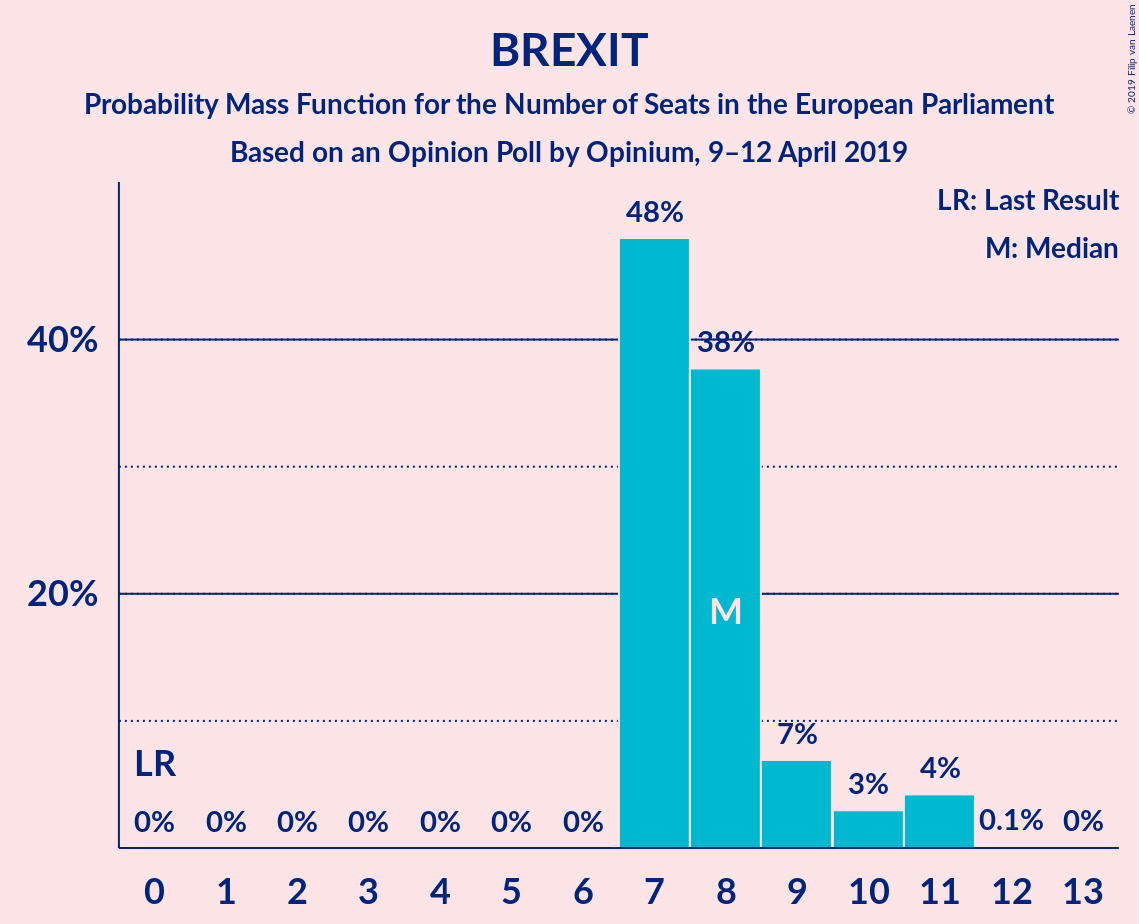 BREXIT
Probability Mass Function for the Number of Seats in the European Parliament
Based on an Opinion Poll by Opinium, 9–12 April 2019
© 2019 Filip van Laenen
LR: Last Result
M: Median
48%
40%
38%
20%
M
7%
LR
4%
3%
0% 0% 0% 0% 0% 0% 0% 0.1% 0%
0 1 2 3 4 5 6 7 8 9 10 11 12 13